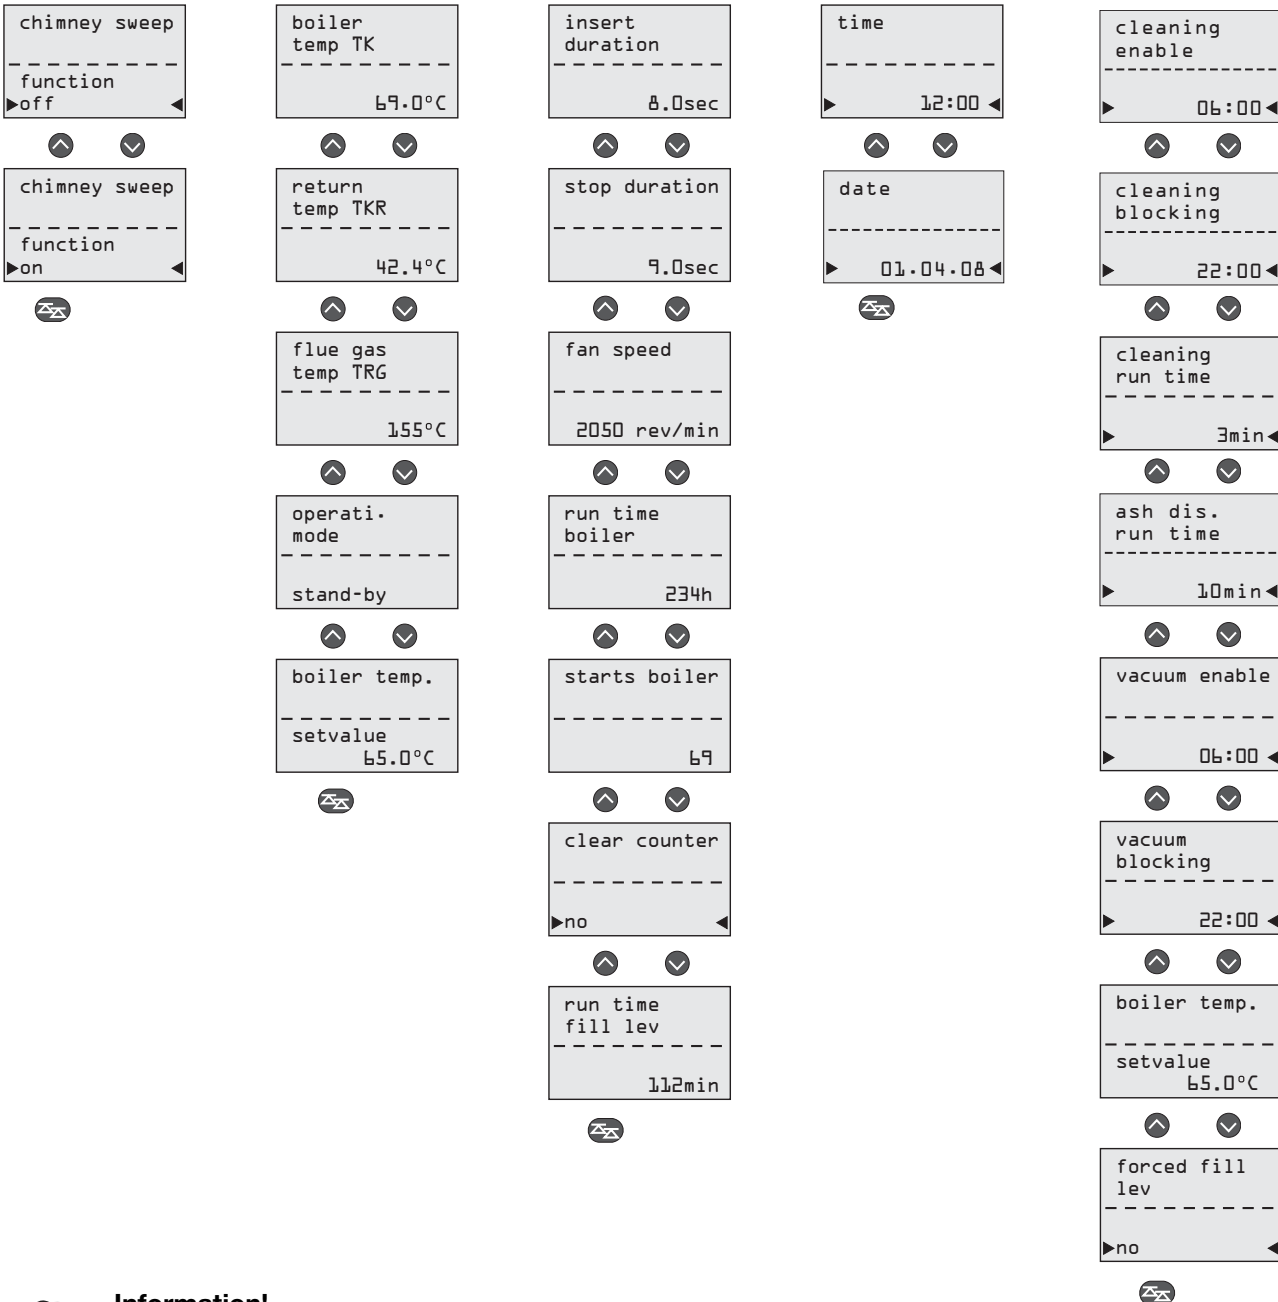 chimney sweep
function
off
chimney sweep
function
on
boiler
temp TK
69.0°C
return
temp TKR
42.4°C
flue gas
temp TRG
155°C
operati.
mode
stand-by
boiler temp.
setvalue
65.0°C
insert
duration
8.0sec
stop duration
9.0sec
fan speed
2050 rev/min
run time
boiler
234h
starts boiler
69
clear counter
no
run time
fill lev
112min
time
12:00
date
01.04.08
cleaning
enable
06:00
cleaning
blocking
22:00
cleaning
run time
3min
ash dis.
run time
10min
vacuum enable
06:00
vacuum
blocking
22:00
boiler temp.
setvalue
65.0°C
forced fill
lev
no
Information!